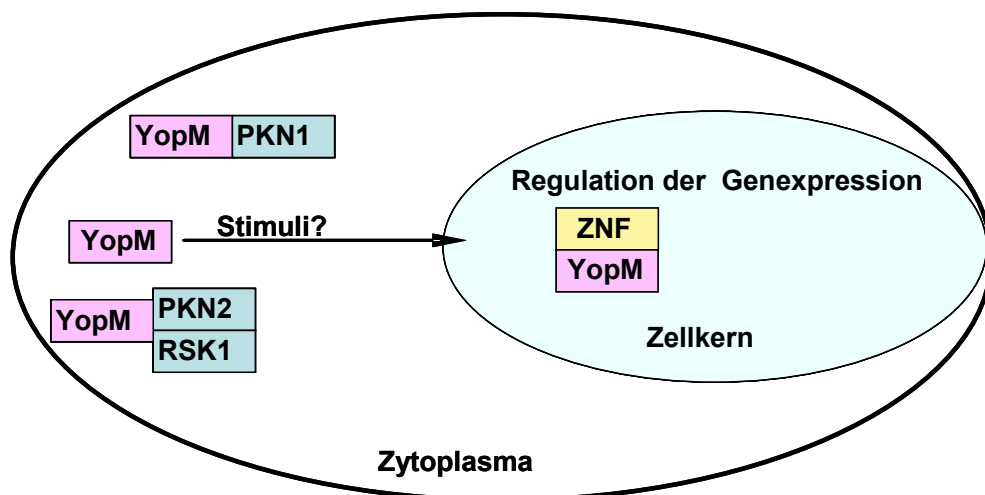 YopM PKN1
Regulation der Genexpression
Stimuli?
ZNF
YopM
YopM
PKN2
YopM
RSK1
Zellkern
Zytoplasma